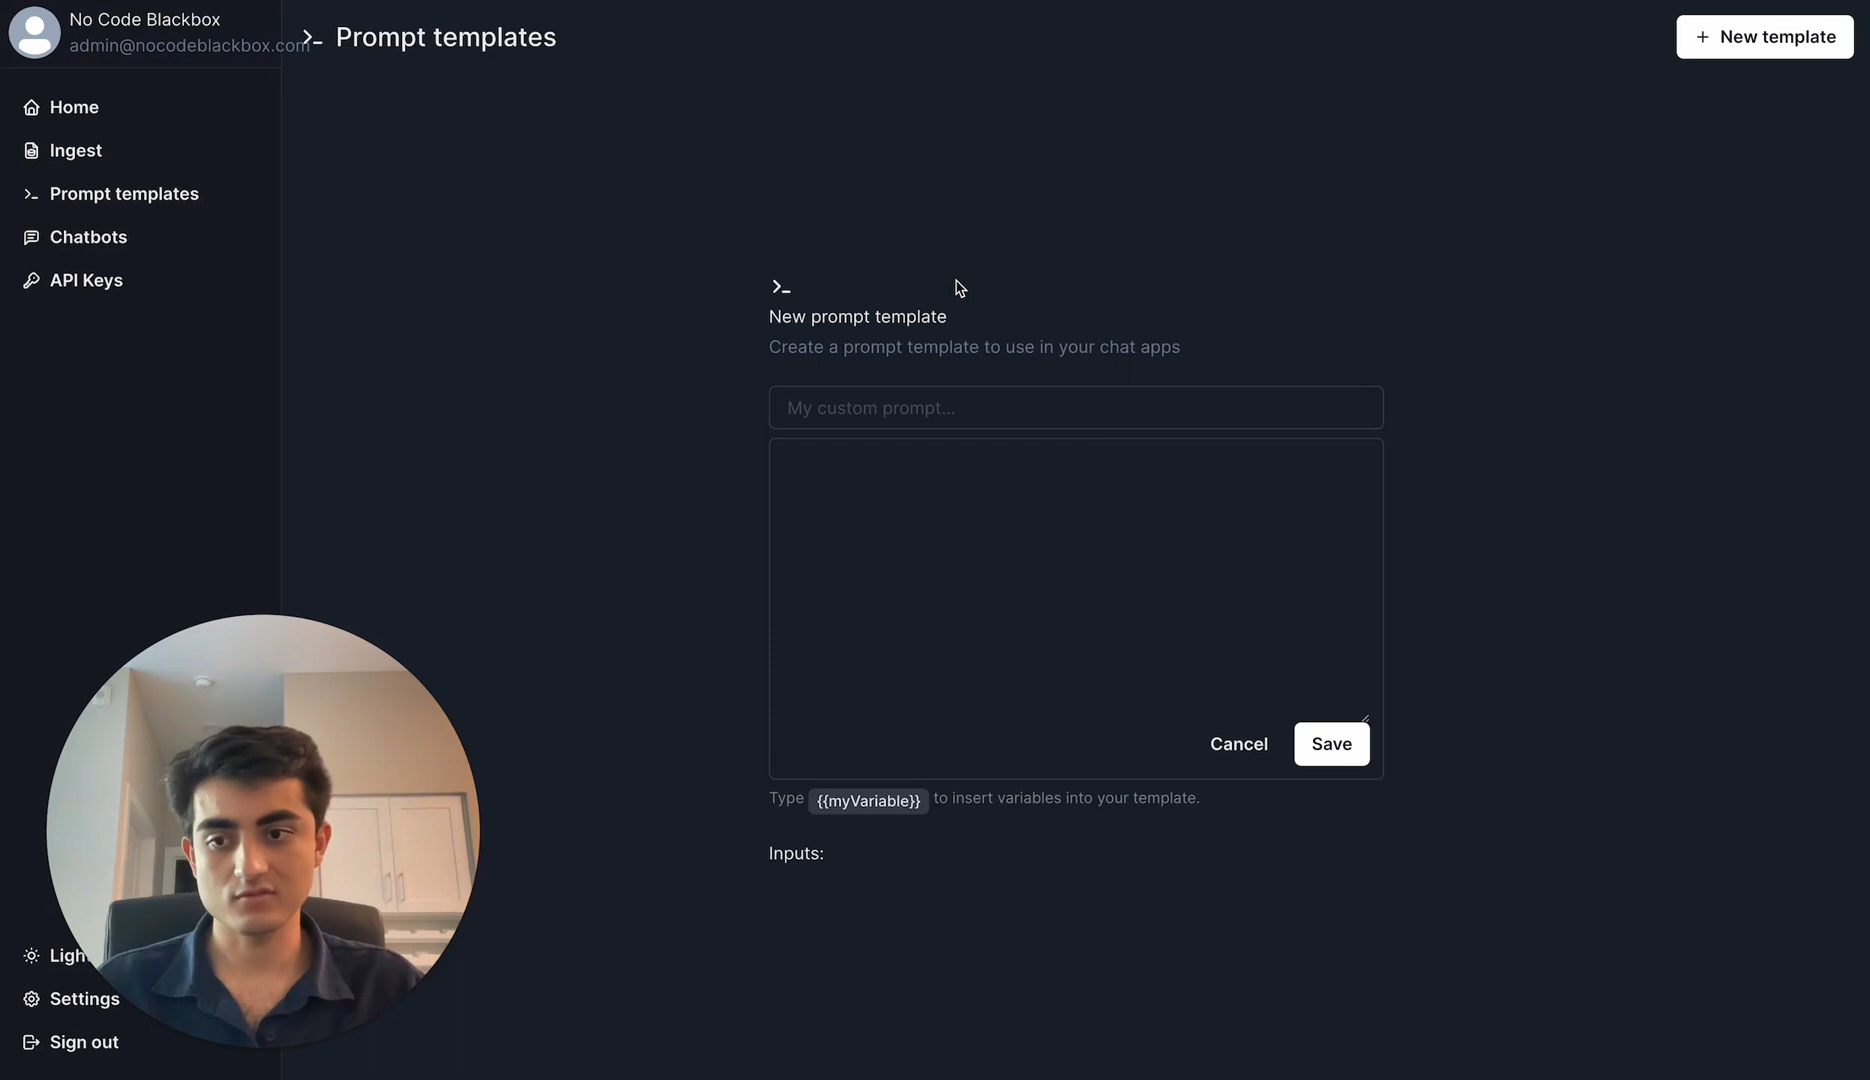 No Code Blackbox
admin@nocodeblackbox.com
Prompt templates
+ New template
Home
Ingest
Prompt templates
Chatbots
API Keys
New prompt template
Create a prompt template to use in your chat apps
My custom prompt...
Cancel
Save
Type {{myVariable}} to insert variables into your template.
Inputs:
Settings
Sign out